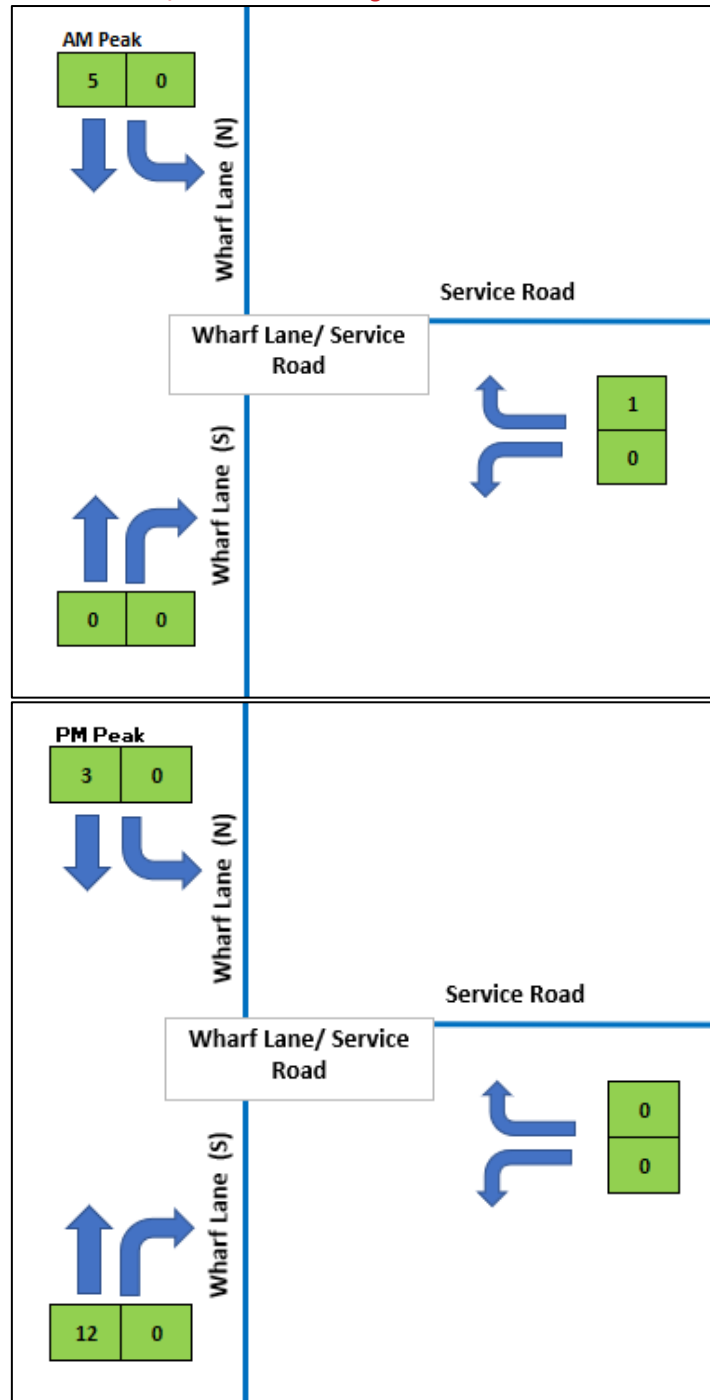 AM Peak
5 0
Wharf Lane (N)
Service Road
Wharf Lane/ Service
Road
1
0
Wharf Lane (S)
0 0
PM Peak
3 0
Wharf Lane (N)
Service Road
Wharf Lane/ Service
Road
0
0
Wharf Lane (S)
12 0